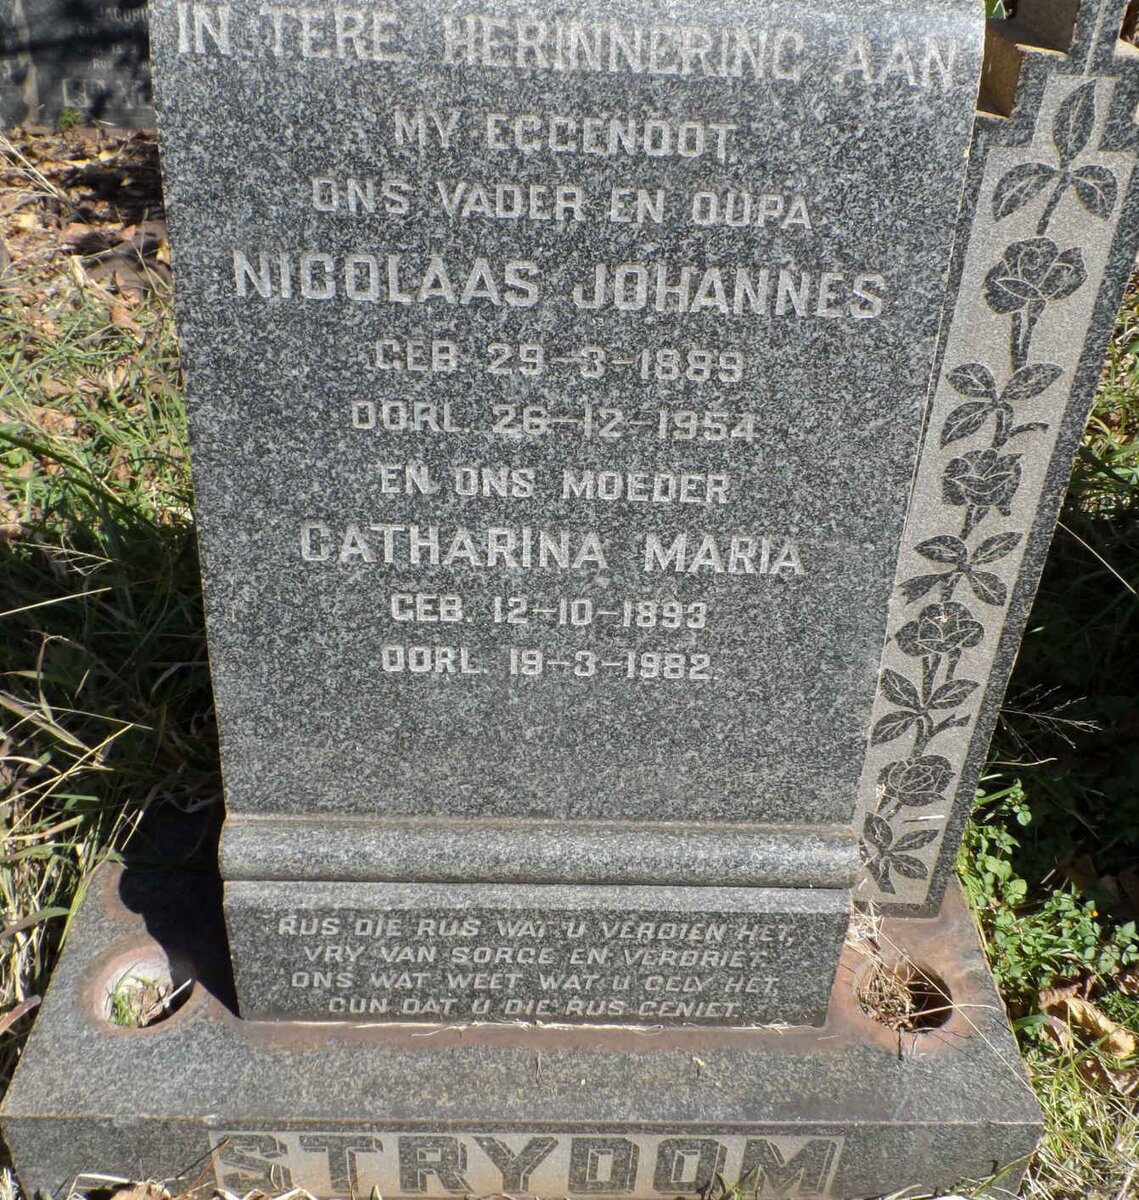 IN TERE HERINNERING AAN
MY EGGENOOT.
ONS VADER EN OUPA.
NICOLAAS JOHANNES
GEB. 29-3-1889
OORL. 26-12-1954
EN ONS MOEDER
CATHARINA MARIA
GEB. 12-10-1893
OORL. 19-3-1982.
RUS DIE RUS WAT U VERDIEN HET,
VRY VAN SORGE EN VERDRIET.
ONS WAT WEET WAT U GELY HET,
GUN DAT U DIE RUS GENIET.
STRYDOM